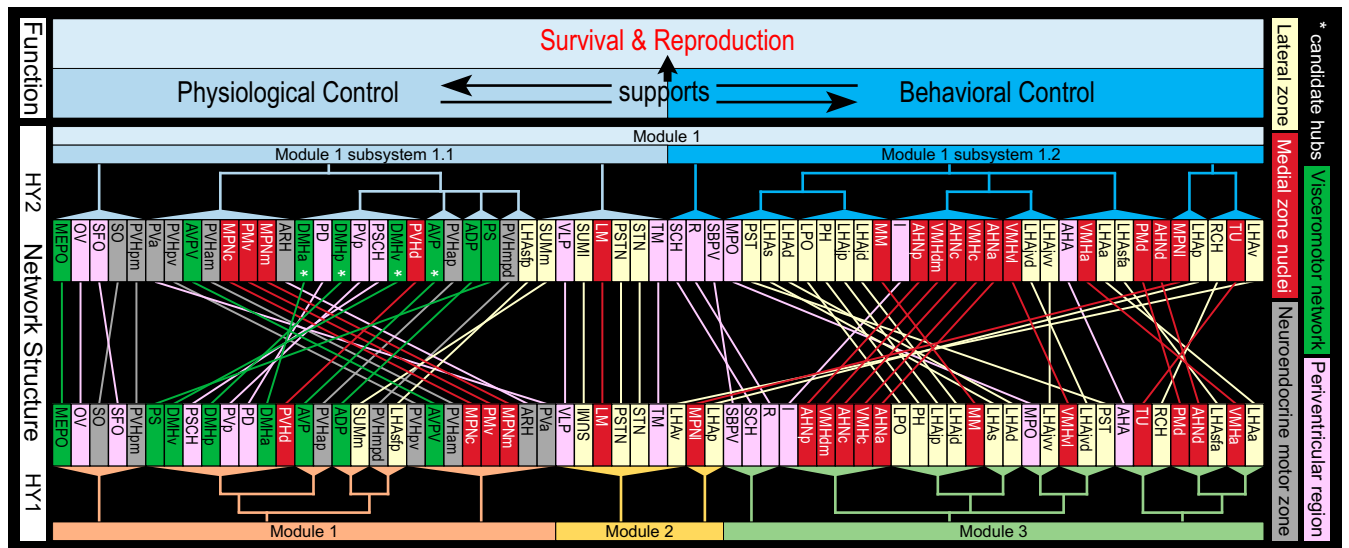 Function
Survival & Reproduction
Physiological Control
supports
Behavioral Control
Module 1
Module 1 subsystem 1.1
Module 1 subsystem 1.2
HY2
MEPO
OV
SFO
SO
PVHpm
PVa
PVHpv
AVPV
PVHam
MPNc
PMv
MPNm
ARH
DMHa *
PD
DMHp *
PVp
PSCH
DMHv *
PVHd
AVP *
PVHap
ADP
PS
PVHmpd
LHAsfp
SUMm
VLP
SUMl
LM
PSTN
STN
TM
SCH
R
SBPV
MPO
PST
LHAs
LHAd
LPO
PH
LHAjp
LHAjd
MM
I
AHNp
VMHdm
AHNc
VMHc
AHNa
VMHvl
LHAjvd
LHAjvv
AHA
VMHa
LHAa
LHAsfa
PMd
AHNd
MPNl
LHAp
RCH
TU
LHAv
Network Structure
MEPO
OV
SO
SFO
PVHpm
PS
DMHv
PSCH
DMHp
PVp
PD
DMHa
PVHd
AVP
PVHap
ADP
SUMm
PVHmpd
LHAsfp
PVHpv
AVPV
PVHam
MPNc
PMv
MPNm
ARH
PVa
VLP
SUMl
LM
PSTN
STN
TM
LHAv
MPNl
LHAp
SBPV
SCH
R
I
AHNp
VMHdm
AHNc
VMHc
AHNa
LPO
PH
LHAjp
LHAjd
MM
LHAs
LHAd
MPO
LHAjvv
VMHvl
LHAjvd
PST
AHA
TU
RCH
PMd
AHNd
LHAsfa
VMHa
LHAa
HY1
Module 1
Module 2
Module 3
Lateral zone
Medial zone nuclei
Neuroendocrine motor zone
* candidate hubs
Visceromotor network
Periventricular region